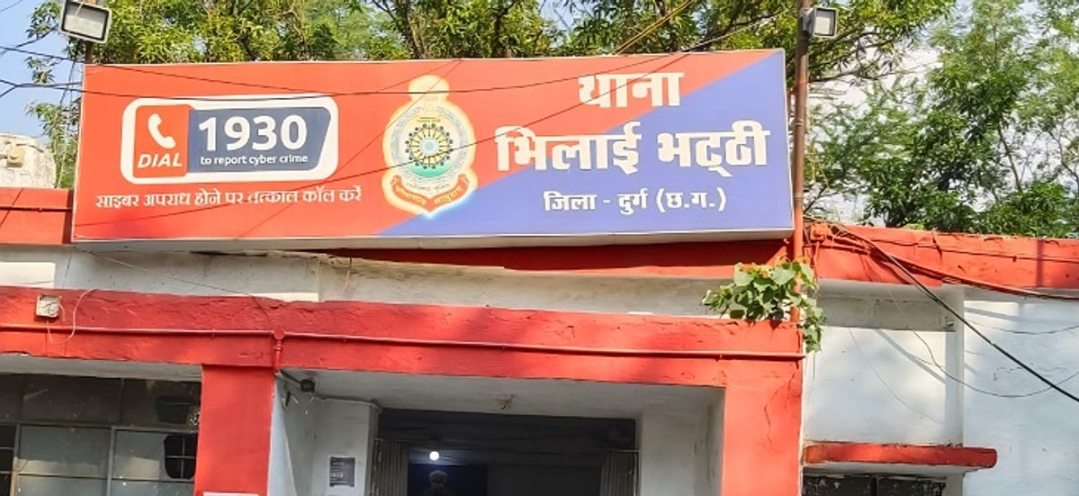 थाना
भिलाई भट्ठी
जिला - दुर्ग (छ.ग.)
DIAL
1930
to report cyber crime
साइबर अपराध होने पर तत्काल कॉल करें